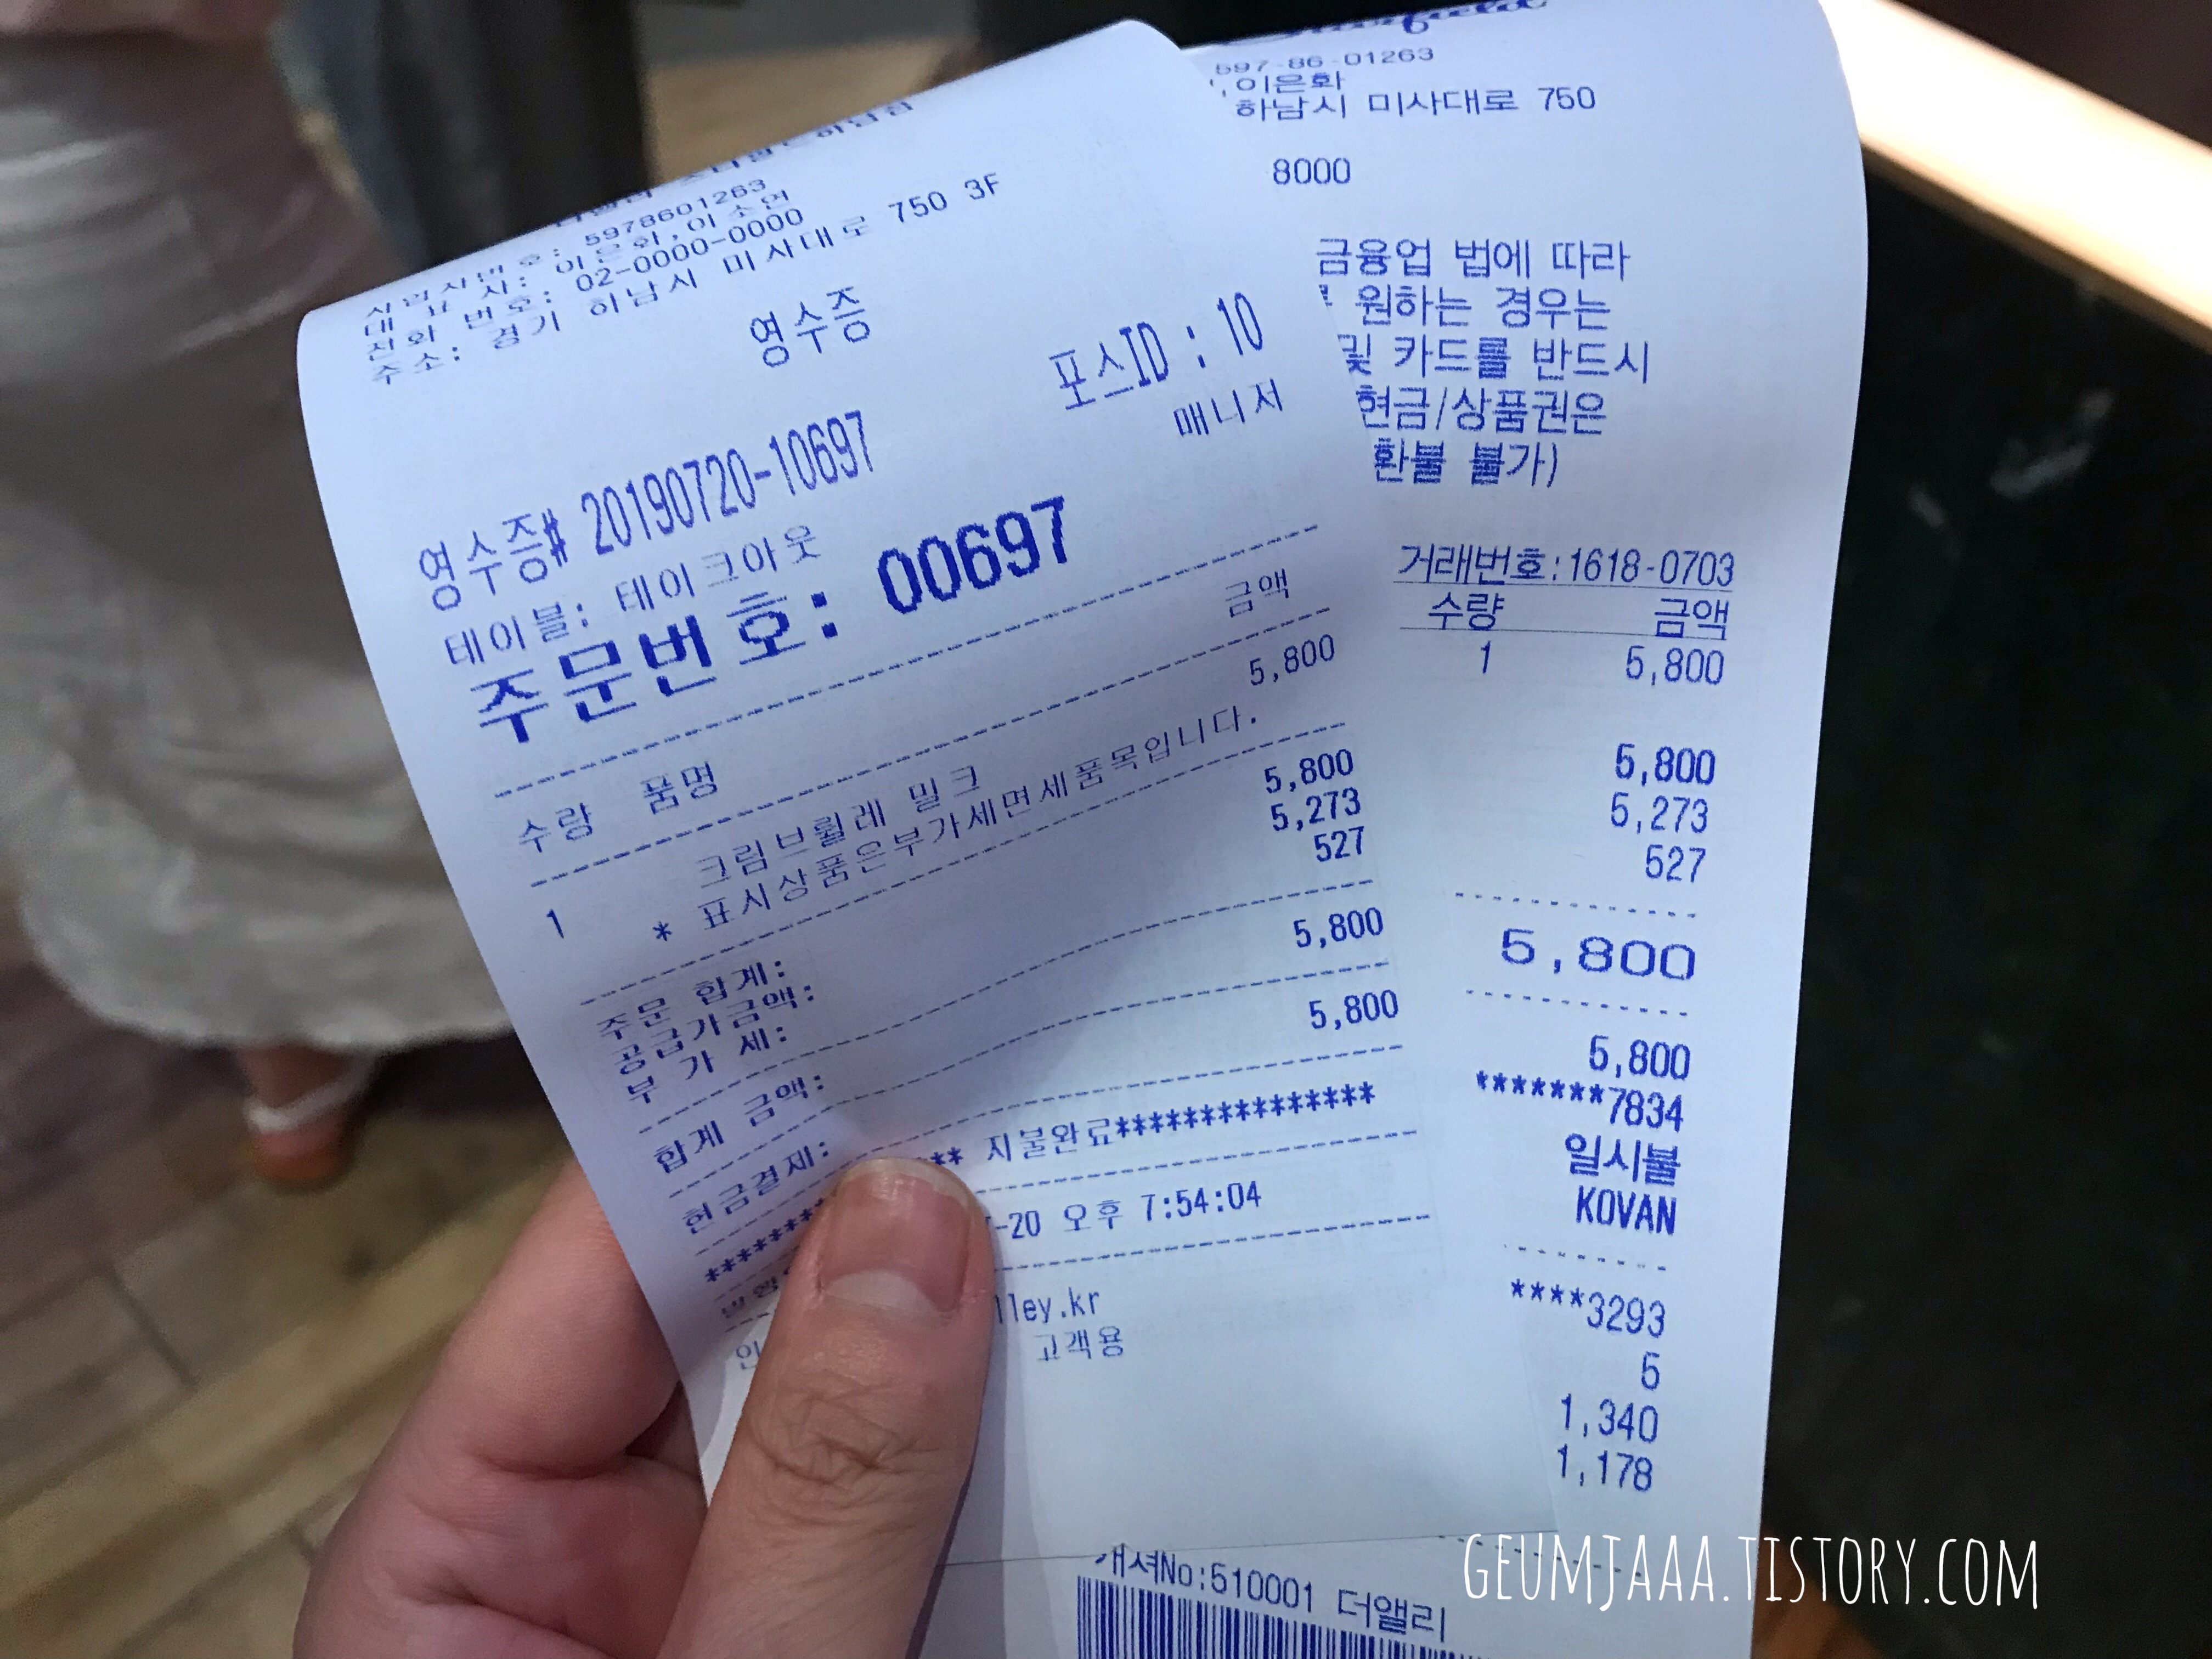 5978601263
대 표 자: 이은화,이소연
전화 번호: 02-0000-0000
주소: 경기 하남시 미사대로 750 3F
영수증
포스ID : 10
매니저
영수증# 20190720-10697
테이블: 테이크아웃
주문번호: 00697
수량 품명 금액
1 크림브륄레 밀크 5,800
* 표시상품은부가세면세품목입니다.
주문 합계: 5,800
공급가금액: 5,273
부 가 세: 527
합계 금액: 5,800
현금결제: 5,800
지불완료***************
-20 오후 7:54:04
lley.kr
고객용
597-86-01263
,이은화
하남시 미사대로 750
8000
금융업 법에 따라
원하는 경우는
및 카드를 반드시
현금/상품권은
환불 불가)
거래번호:1618-0703
수량 금액
1 5,800
5,800
5,273
527
5,800
5,800
*******7834
일시불
KOVAN
****3293
5
1,340
1,178
캐셔No:510001 더앨리
GEUMJAAA.TISTORY.COM